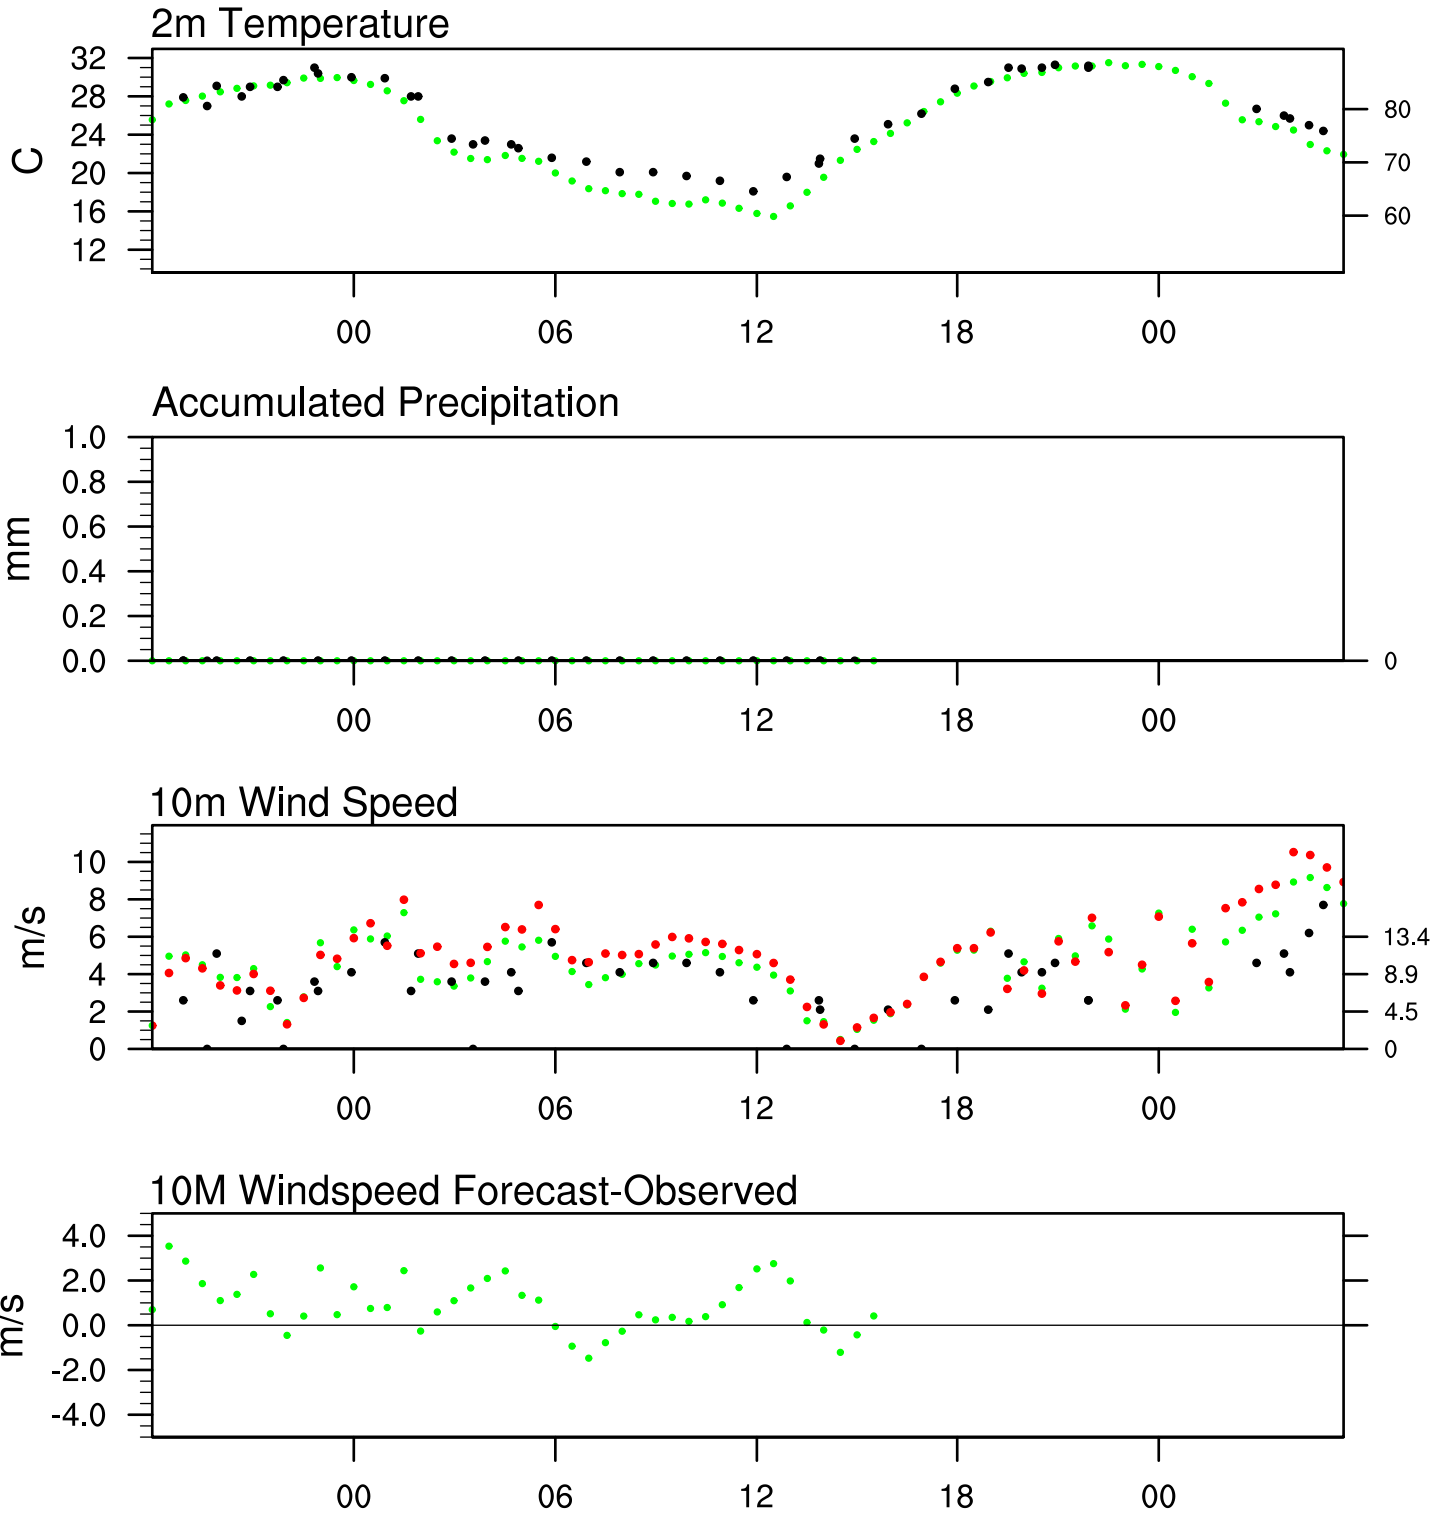 2m Temperature
32
28
24
20
16
12
C
80
70
60
00 06 12 18 00
Accumulated Precipitation
1.0
0.8
0.6
0.4
0.2
0.0
mm
0
00 06 12 18 00
10m Wind Speed
10
8
6
4
2
0
m/s
13.4
8.9
4.5
0
00 06 12 18 00
10M Windspeed Forecast-Observed
4.0
2.0
0.0
-2.0
-4.0
m/s
00 06 12 18 00